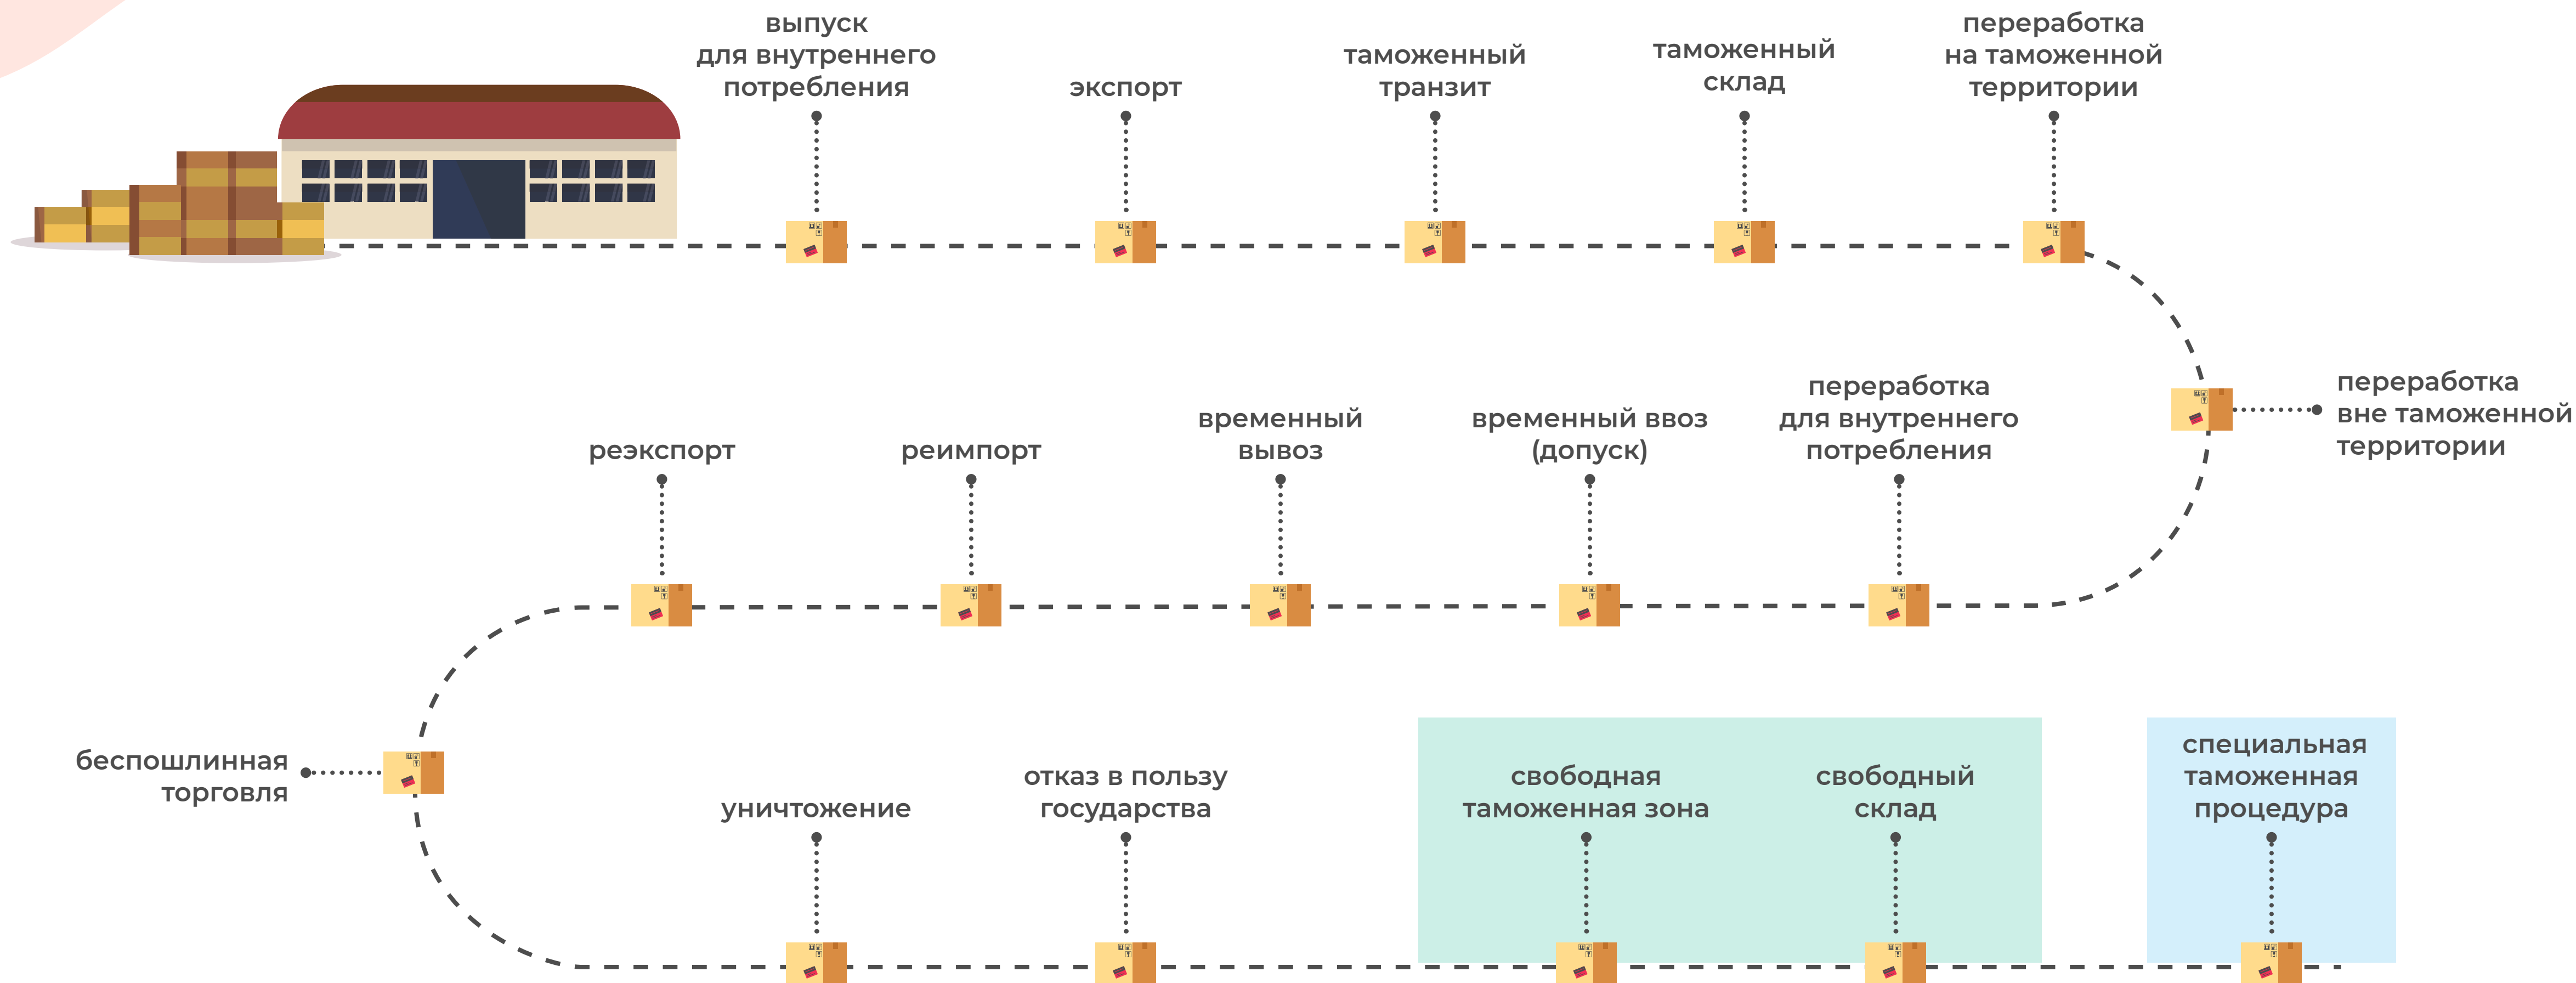 выпуск
для внутреннего
потребления
экспорт
таможенный
транзит
таможенный
склад
переработка
на таможенной
территории
переработка
вне таможенной
территории
переработка
для внутреннего
потребления
временный ввоз
(допуск)
временный
вывоз
реимпорт
реэкспорт
беспошлинная
торговля
уничтожение
отказ в пользу
государства
свободная
таможенная зона
свободный
склад
специальная
таможенная
процедура